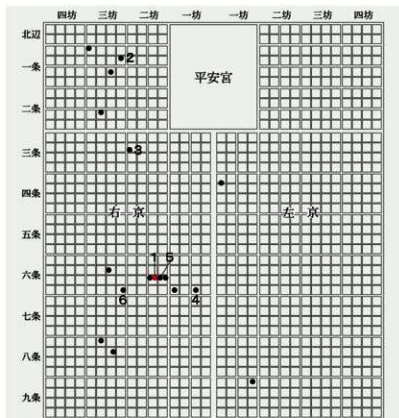 四坊 三坊 二坊 一坊 一坊 二坊 三坊 四坊
北辺
一条
2
平安宮
二条
三条
3
四条
右京 左京
五条
六条
1 5
6 4
七条
八条
九条